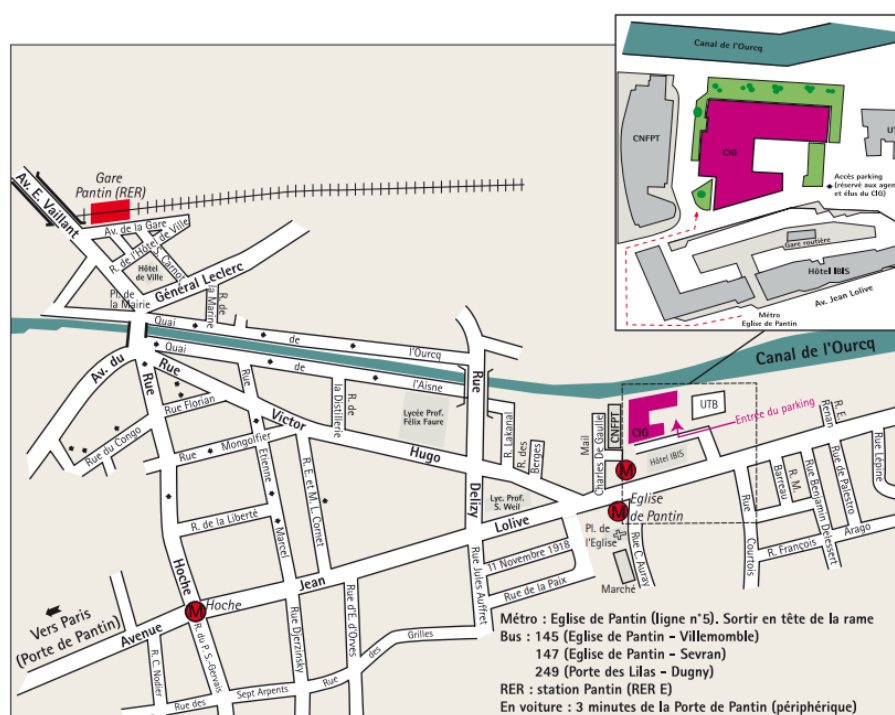 Canal de l'Ourcq
CNFPT
CIG
Accès parking
(réservé aux agen
et élus du CIG)
Gare routière
Hôtel IBIS
Av. Jean Lolive
Métro
Eglise de Pantin
Gare
Pantin (RER)
Av. E. Vaillant
Av. de la Gare
R. de l'Hôtel de Ville
S. Carnot
Hôtel
de Ville
Général Leclerc
Pl. de
la Mairie
R. de
la Marine
Quai de l'Ourcq
Quai de l'Aisne
Canal de l'Ourcq
Av. du
Rue
Hoche
Rue
Victor
Hugo
Rue
Delizy
Rue Florian
Rue du Congo
Rue Mongolfier
Rue
Etienne
Marcel
R. de
la Distillerie
R. E. et M. L. Cornet
R. de la Liberté
Lycée Prof.
Félix Faure
R. Lakanal
R. des
Berges
Lyc. Prof.
S. Weil
Mail
Charles De Gaulle
CNFPT
CIG
UTB
Entrée du parking
Hôtel IBIS
M
M
Eglise
de Pantin
Pl. de
l'Eglise
Marché
Rue C. Auray
Rue
Courtois
R. M.
Barreau
Rue Benjamin Delessert
Rue de Palestro
R. E.
Renan
Rue Lépine
R. François Arago
Avenue Jean Lolive
11 Novembre 1918
Rue de la Paix
Rue Jules Auffret
M
Hoche
Vers Paris
(Porte de Pantin)
R. C. Nodier
R. du P. S.-Gervais
Rue Djerzinsky
Rue d'E. d'Orves
Rue des Grilles
Rue des Sept Arpents
Métro : Eglise de Pantin (ligne n°5). Sortir en tête de la rame
Bus : 145 (Eglise de Pantin - Villemomble)
147 (Eglise de Pantin - Sevran)
249 (Porte des Lilas - Dugny)
RER : station Pantin (RER E)
En voiture : 3 minutes de la Porte de Pantin (périphérique)